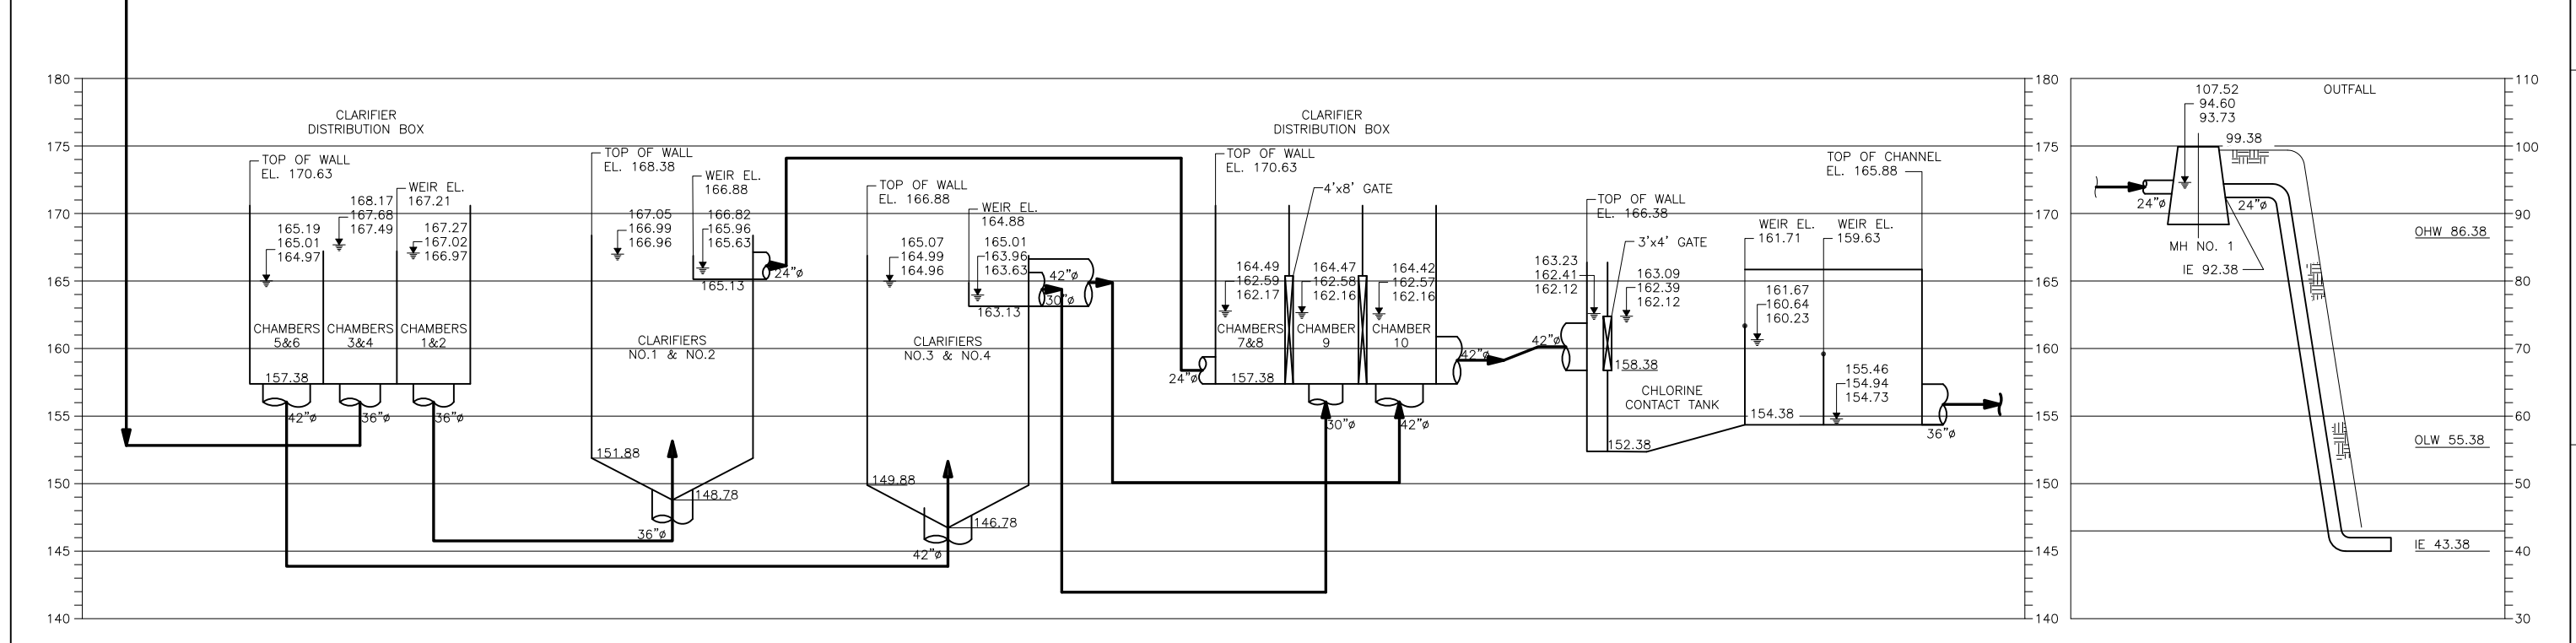 180
175
170
165
160
155
150
145
140
CLARIFIER
DISTRIBUTION BOX
TOP OF WALL
EL. 170.63
165.19
165.01
164.97
168.17
167.68
167.49
WEIR EL.
167.21
167.27
167.02
166.97
CHAMBERS
5&6
CHAMBERS
3&4
CHAMBERS
1&2
157.38
42"ø
36"ø
36"ø
TOP OF WALL
EL. 168.38
WEIR EL.
166.88
167.05
166.99
166.96
166.82
165.96
165.63
24"ø
165.13
CLARIFIERS
NO.1 & NO.2
151.88
148.78
36"ø
TOP OF WALL
EL. 166.88
WEIR EL.
164.88
165.07
164.99
164.96
165.01
163.96
163.63
42"ø
30"ø
163.13
CLARIFIERS
NO.3 & NO.4
149.88
146.78
42"ø
CLARIFIER
DISTRIBUTION BOX
TOP OF WALL
EL. 170.63
4'x8' GATE
164.49
162.59
162.17
164.47
162.58
162.16
164.42
162.57
162.16
CHAMBERS
7&8
CHAMBER
9
CHAMBER
10
24"ø
157.38
30"ø
42"ø
42"ø
42"ø
TOP OF WALL
EL. 166.38
3'x4' GATE
163.23
162.41
162.12
163.09
162.39
162.12
158.38
CHLORINE
CONTACT TANK
152.38
WEIR EL.
161.71
WEIR EL.
159.63
TOP OF CHANNEL
EL. 165.88
161.67
160.64
160.23
155.46
154.94
154.73
154.38
36"ø
180
175
170
165
160
155
150
145
140
OUTFALL
107.52
94.60
93.73
99.38
24"ø
24"ø
MH NO. 1
IE 92.38
OHW 86.38
OLW 55.38
IE 43.38
110
100
90
80
70
60
50
40
30